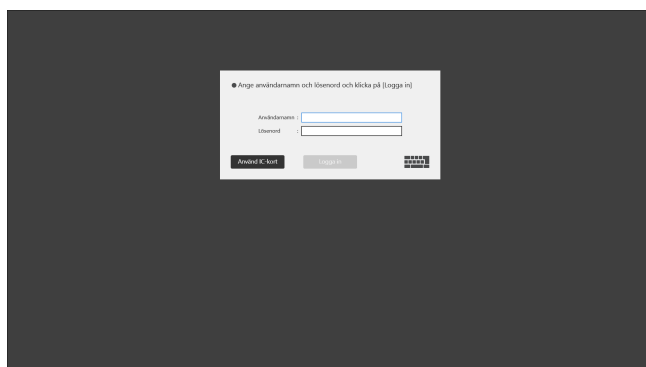 ● Ange användarnamn och lösenord och klicka på [Logga in]
Användarnamn :
Lösenord :
Använd IC-kort
Logga in